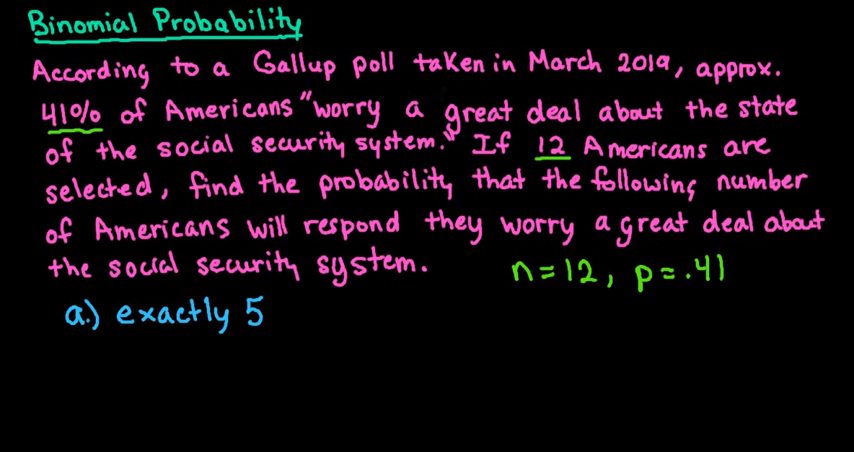 Binomial Probability
According to a Gallup poll taken in March 2019, approx.
41% of Americans "worry a great deal about the state
of the social security system." If 12 Americans are
selected, find the probability that the following number
of Americans will respond they worry a great deal about
the social security system. n=12, p=.41
a.) exactly 5